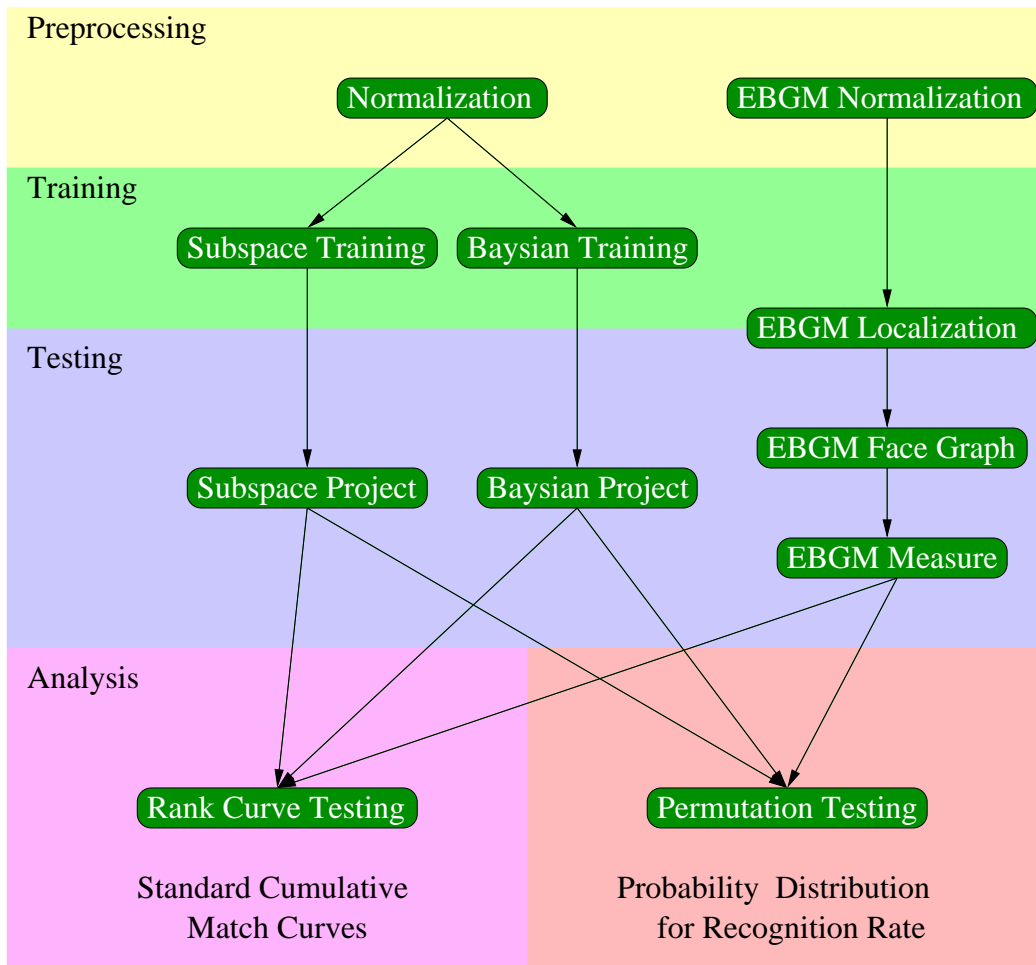 Preprocessing
Normalization
EBGM Normalization
Training
Subspace Training
Baysian Training
EBGM Localization
Testing
EBGM Face Graph
Subspace Project
Baysian Project
EBGM Measure
Analysis
Rank Curve Testing
Permutation Testing
Standard Cumulative
Match Curves
Probability Distribution
for Recognition Rate